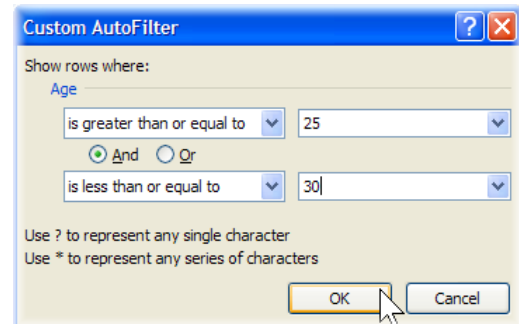 Custom AutoFilter
Show rows where:
Age
is greater than or equal to 25
And Or
is less than or equal to 30
Use ? to represent any single character
Use * to represent any series of characters
OK Cancel